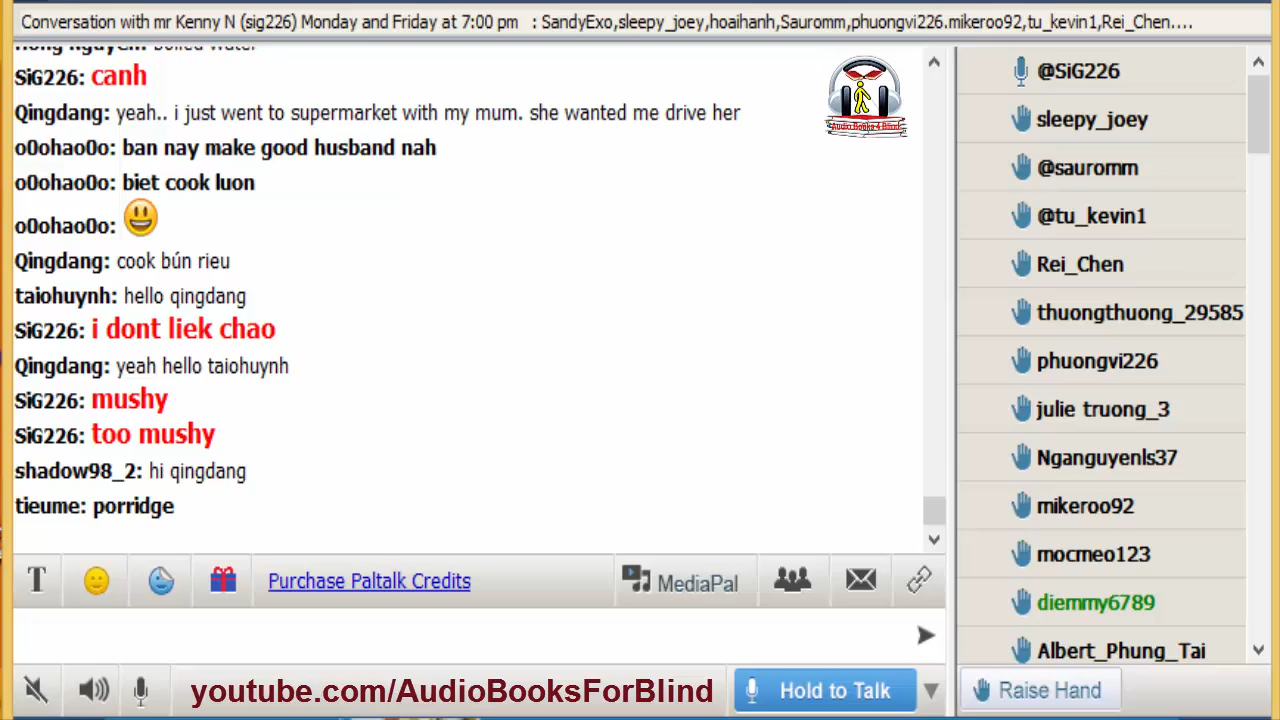 Conversation with mr Kenny N (sig226) Monday and Friday at 7:00 pm : SandyExo,sleepy_joey,hoaihanh,Sauromm,phuongvi226.mikeroo92,tu_kevin1,Rei_Chen....
SiG226: canh
Qingdang: yeah.. i just went to supermarket with my mum. she wanted me drive her
o0ohao0o: ban nay make good husband nah
o0ohao0o: biet cook luon
o0ohao0o:
Qingdang: cook bún rieu
taiohuynh: hello qingdang
SiG226: i dont liek chao
Qingdang: yeah hello taiohuynh
SiG226: mushy
SiG226: too mushy
shadow98_2: hi qingdang
tieume: porridge
Audio Books 4 Blind
@SiG226
sleepy_joey
@sauromm
@tu_kevin1
Rei_Chen
thuongthuong_29585
phuongvi226
julie truong_3
Nganguyenls37
mikeroo92
mocmeo123
diemmy6789
Albert_Phung_Tai
T
Purchase Paltalk Credits
MediaPal
youtube.com/AudioBooksForBlind
Hold to Talk
Raise Hand